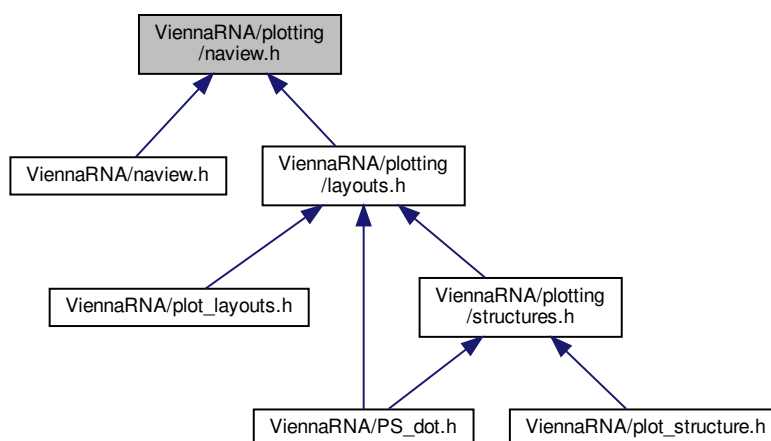 ViennaRNA/plotting
/naview.h
ViennaRNA/naview.h
ViennaRNA/plotting
/layouts.h
ViennaRNA/plot_layouts.h
ViennaRNA/plotting
/structures.h
ViennaRNA/PS_dot.h
ViennaRNA/plot_structure.h